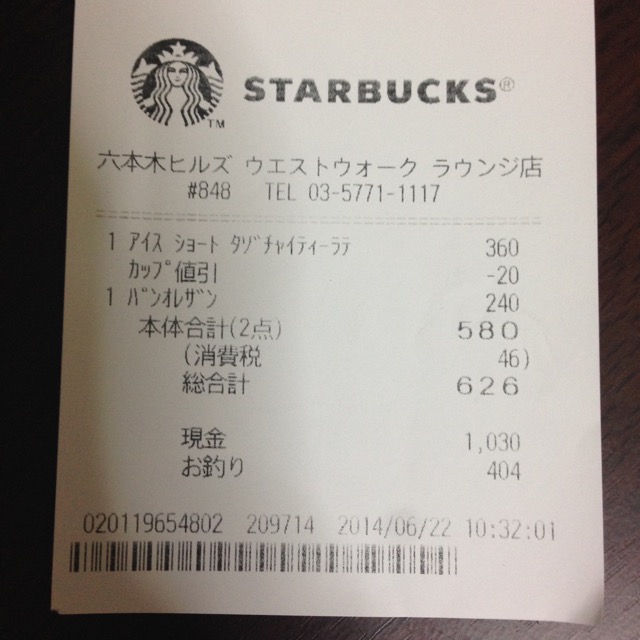 STARBUCKS®
TM
六本木ヒルズ ウエストウォーク ラウンジ店
#848 TEL 03-5771-1117
1 ｱｲｽ ｼｮｰﾄ ﾀｿﾞﾁｬｲﾃｨｰﾗﾃ 360
ｶｯﾌﾟ値引 -20
1 ﾊﾟﾝｵﾚｻﾞﾝ 240
本体合計(2点) 580
(消費税 46)
総合計 626
現金 1,030
お釣り 404
020119654802 209714 2014/06/22 10:32:01